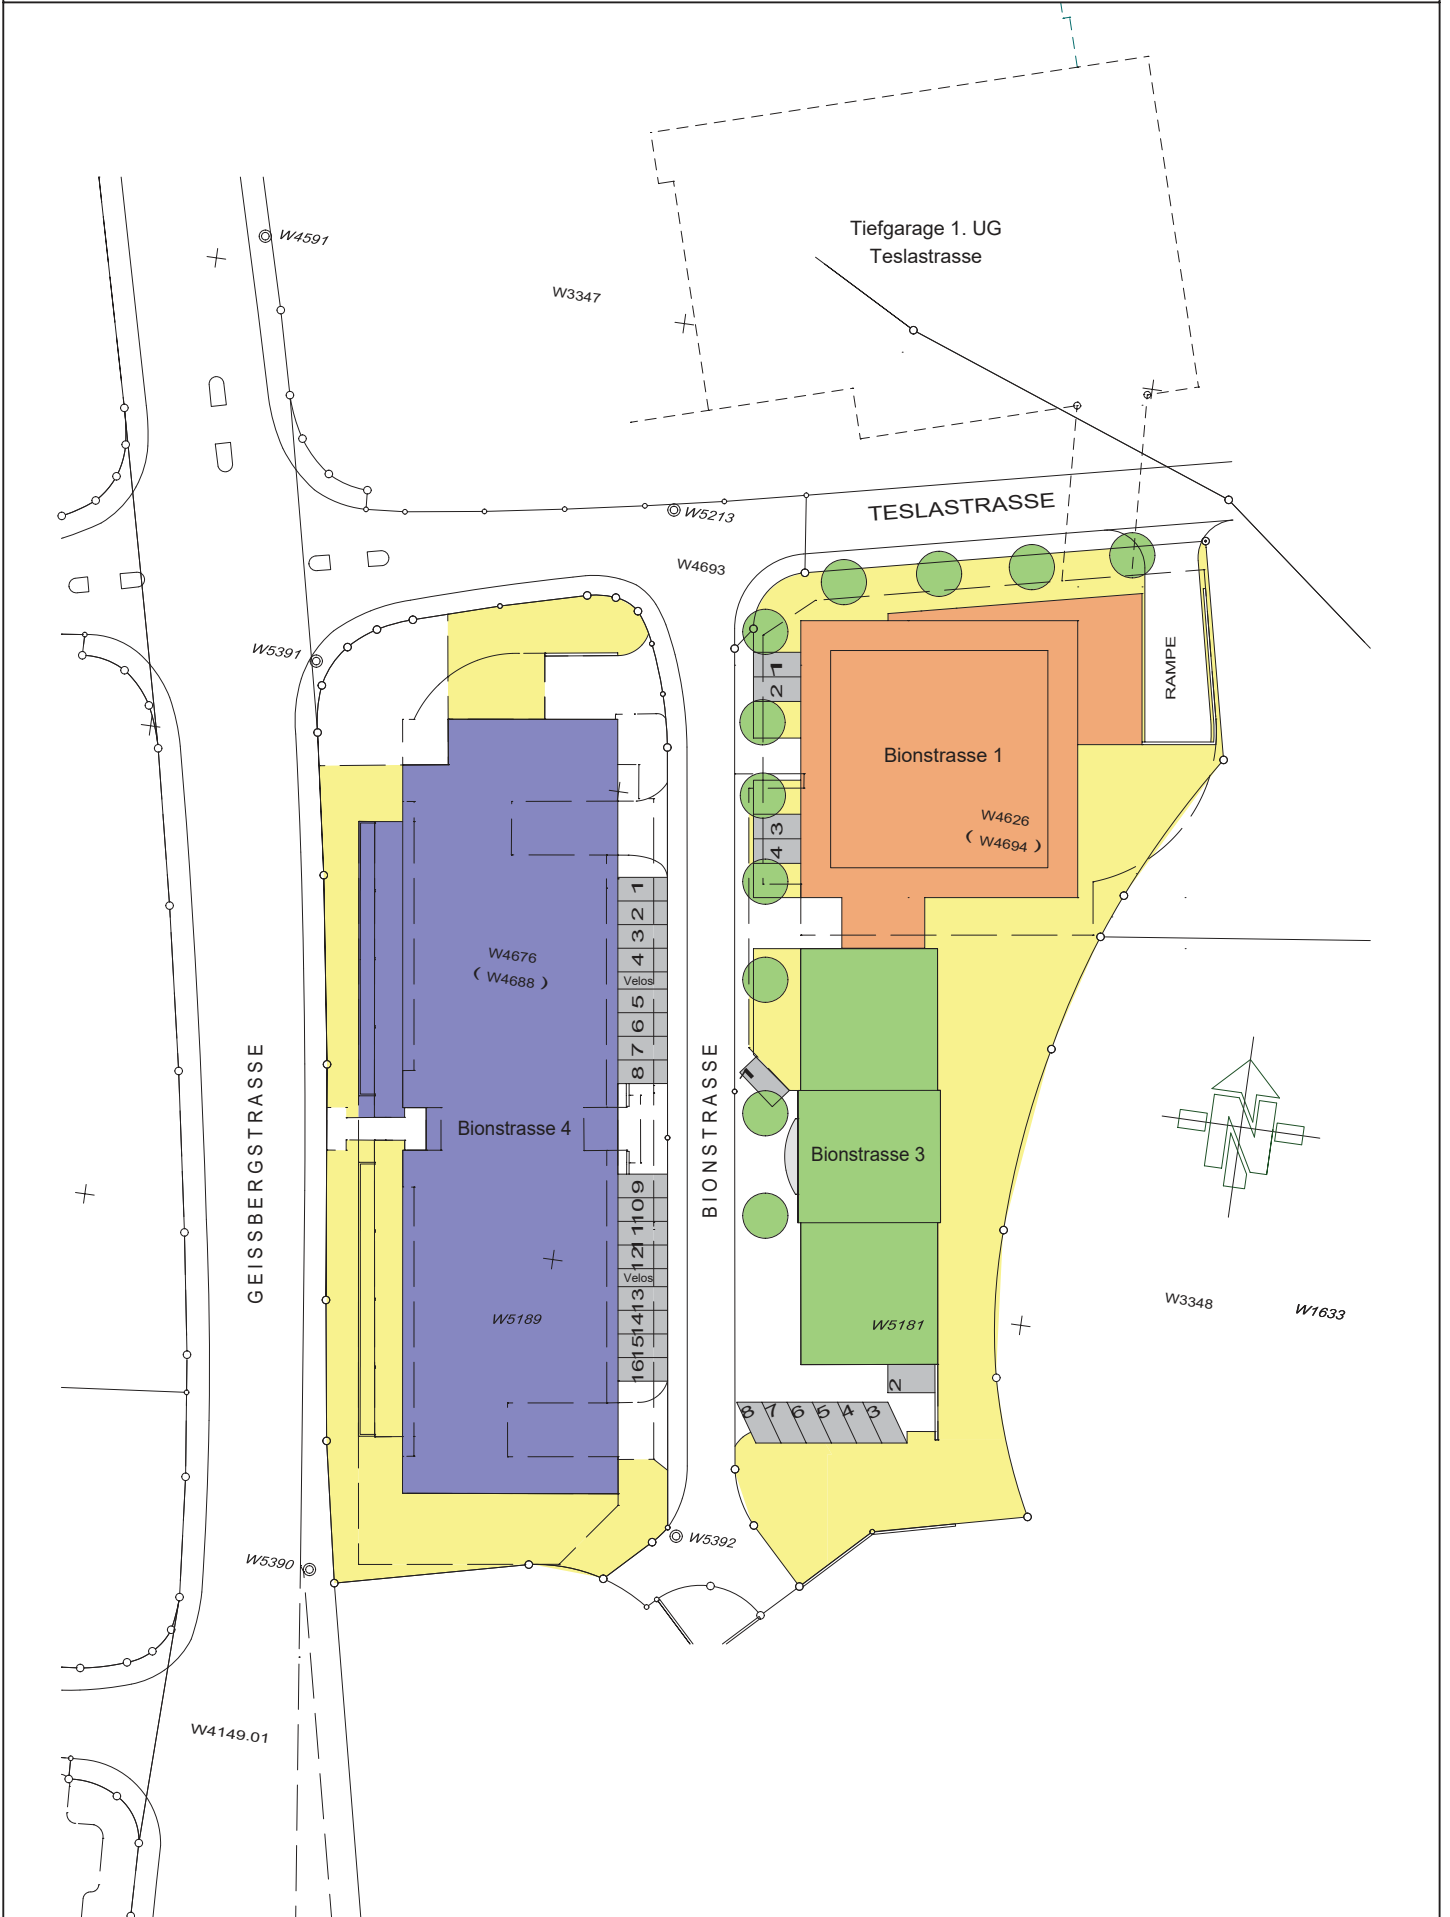 Tiefgarage 1. UG
Teslastrasse
W4591
W3347
TESLASTRASSE
W5213
W4693
W5391
RAMPE
1
2
Bionstrasse 1
W4626
( W4694 )
3
4
1
2
3
4
Velos
5
6
7
8
W4676
( W4688 )
GEISSBERGSTRASSE
BIONSTRASSE
1
Bionstrasse 4
Bionstrasse 3
9
10
11
12
Velos
13
14
15
16
W5189
W5181
W3348
W1633
2
8 7 6 5 4 3
W5392
W5390
W4149.01